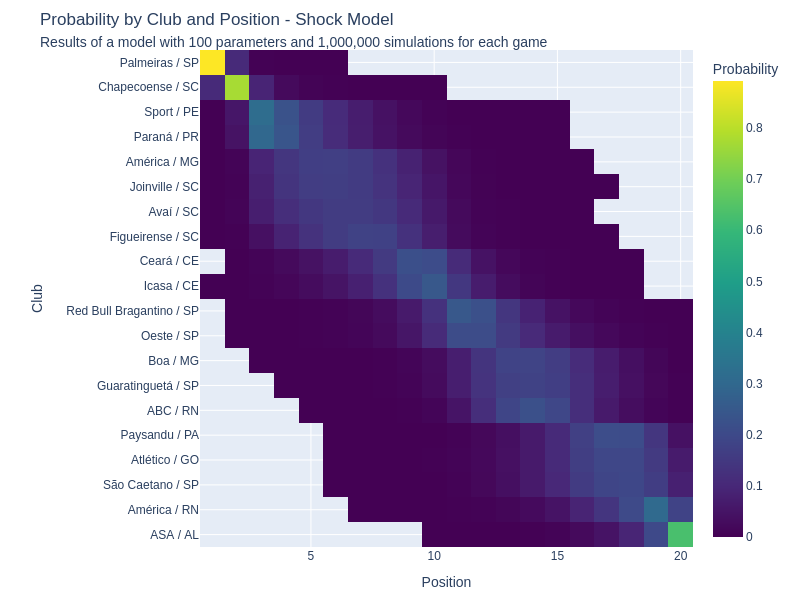 Probability by Club and Position - Shock Model
Results of a model with 100 parameters and 1,000,000 simulations for each game
Palmeiras / SP
Chapecoense / SC
Sport / PE
Paraná / PR
América / MG
Joinville / SC
Avaí / SC
Figueirense / SC
Ceará / CE
Icasa / CE
Red Bull Bragantino / SP
Oeste / SP
Boa / MG
Guaratinguetá / SP
ABC / RN
Paysandu / PA
Atlético / GO
São Caetano / SP
América / RN
ASA / AL
Club
5
10
15
20
Position
Probability
0.8
0.7
0.6
0.5
0.4
0.3
0.2
0.1
0